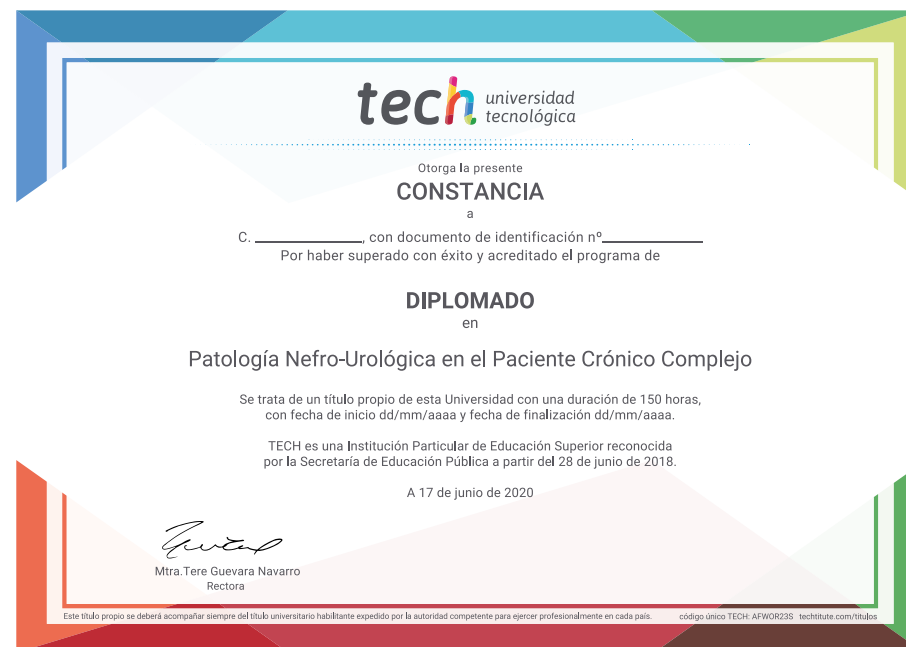 tech universidad
tecnológica
Otorga la presente
CONSTANCIA
a
C. ____________, con documento de identificación nº____________
Por haber superado con éxito y acreditado el programa de
DIPLOMADO
en
Patología Nefro-Urológica en el Paciente Crónico Complejo
Se trata de un título propio de esta Universidad con una duración de 150 horas,
con fecha de inicio dd/mm/aaaa y fecha de finalización dd/mm/aaaa.
TECH es una Institución Particular de Educación Superior reconocida
por la Secretaría de Educación Pública a partir del 28 de junio de 2018.
A 17 de junio de 2020
Mtra.Tere Guevara Navarro
Rectora
Este título propio se deberá acompañar siempre del título universitario habilitante expedido por la autoridad competente para ejercer profesionalmente en cada país. código único TECH: AFWOR23S techtitute.com/titulos